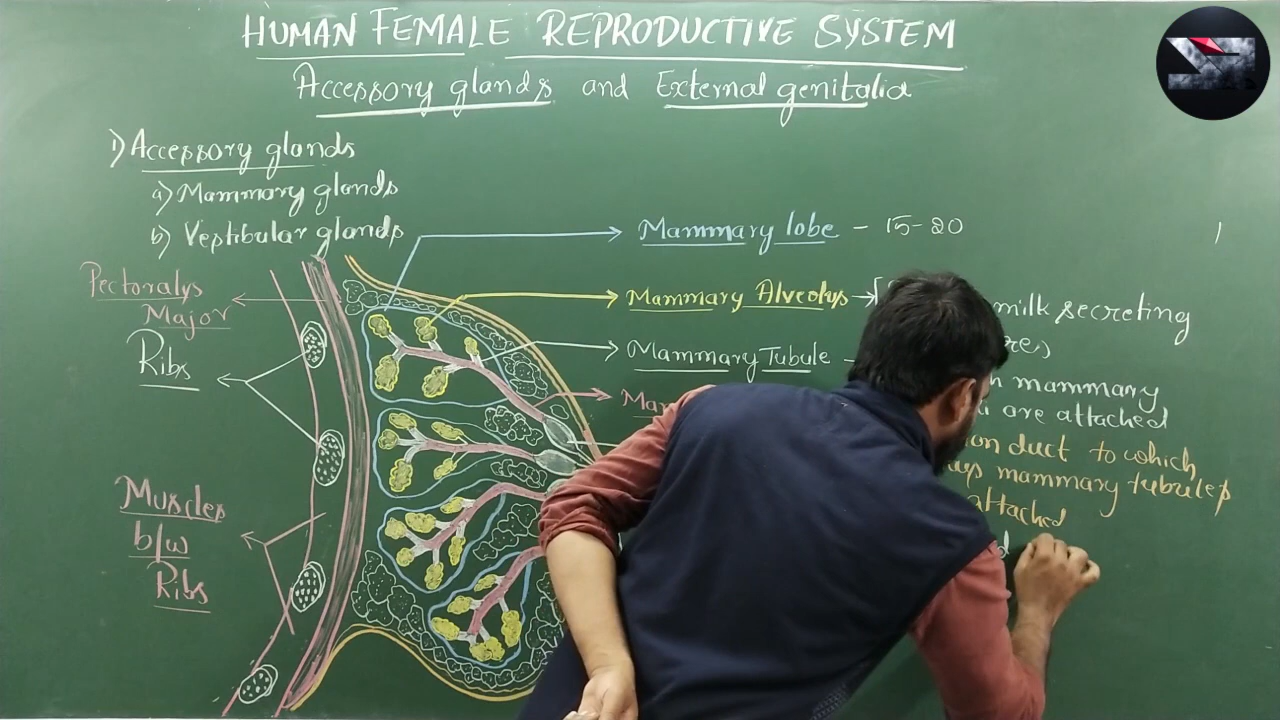 HUMAN FEMALE REPRODUCTIVE SYSTEM
Accessory glands and External genitalia
1) Accessory glands
a) Mammary glands
b) Vestibular glands
Mammary lobe - 15-20
Pectoralys
Major
Ribs
Mammary Alveolys
milk secreting
Mammary Tubule -
mammary
are attached
duct to which
mammary tubules
attached
Muscles
b/w
Ribs